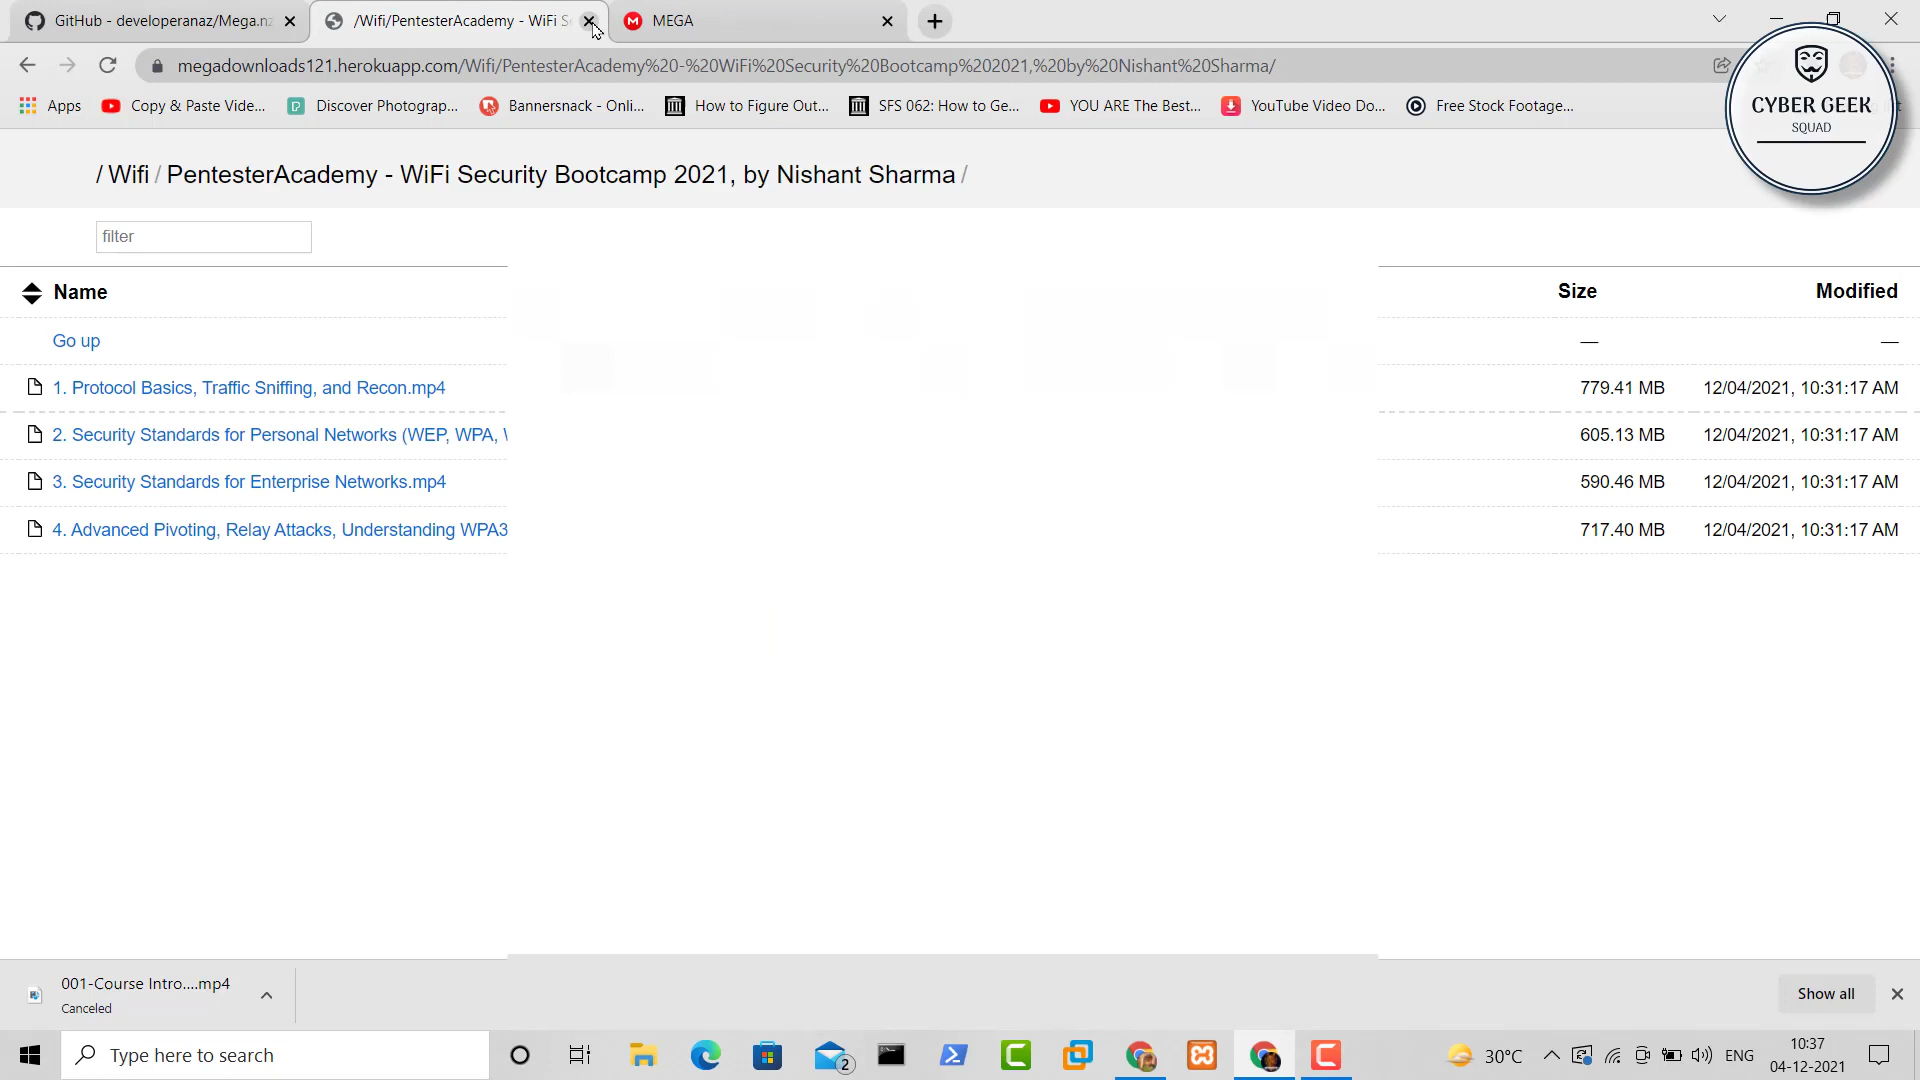 GitHub - developeranaz/Mega.nz
/Wifi/PentesterAcademy - WiFi S
MEGA
megadownloads121.herokuapp.com/Wifi/PentesterAcademy%20-%20WiFi%20Security%20Bootcamp%202021,%20by%20Nishant%20Sharma/
Apps
Copy & Paste Vide...
Discover Photograp...
Bannersnack - Onli...
How to Figure Out...
SFS 062: How to Ge...
YOU ARE The Best...
YouTube Video Do...
Free Stock Footage...
CYBER GEEK
SQUAD
/ Wifi / PentesterAcademy - WiFi Security Bootcamp 2021, by Nishant Sharma /
filter
Name Size Modified
Go up — —
1. Protocol Basics, Traffic Sniffing, and Recon.mp4 779.41 MB 12/04/2021, 10:31:17 AM
2. Security Standards for Personal Networks (WEP, WPA, 605.13 MB 12/04/2021, 10:31:17 AM
3. Security Standards for Enterprise Networks.mp4 590.46 MB 12/04/2021, 10:31:17 AM
4. Advanced Pivoting, Relay Attacks, Understanding WPA3 717.40 MB 12/04/2021, 10:31:17 AM
001-Course Intro....mp4
Canceled
Show all
Type here to search
2
30°C
ENG
10:37
04-12-2021